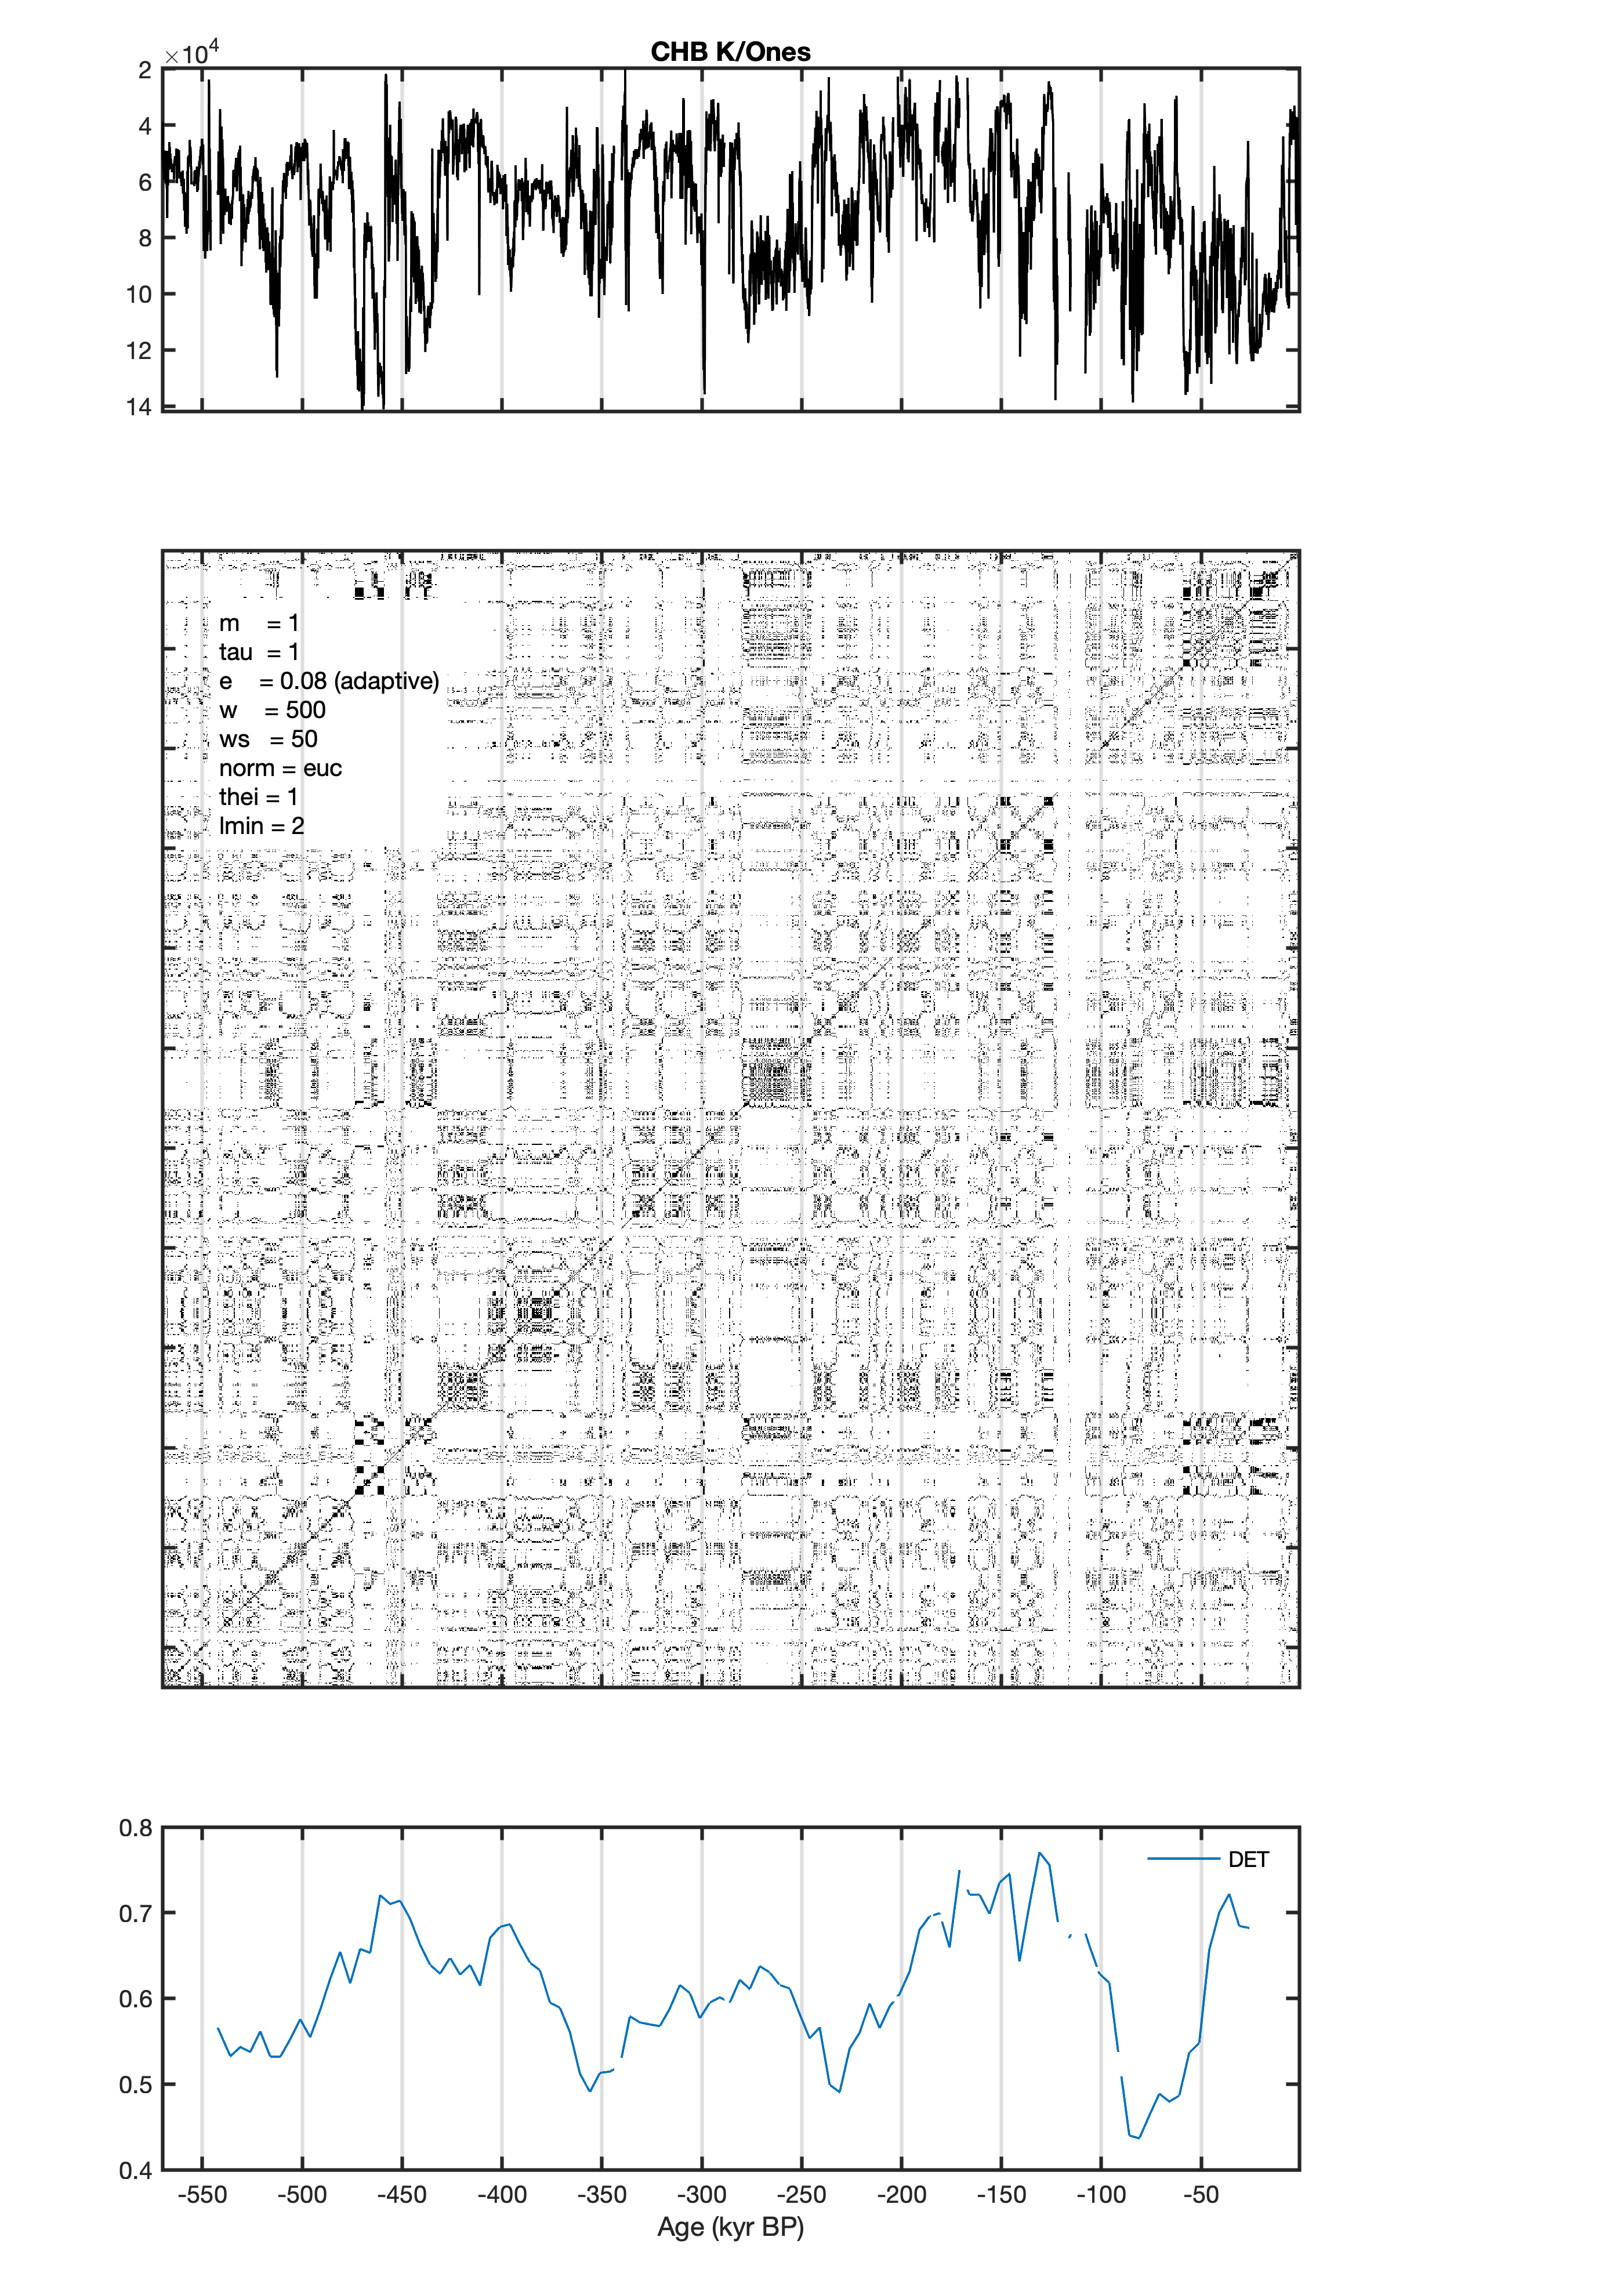 ×10⁴
CHB K/Ones
2
4
6
8
10
12
14
m = 1
tau = 1
e = 0.08 (adaptive)
w = 500
ws = 50
norm = euc
thei = 1
lmin = 2
0.8
DET
0.7
0.6
0.5
0.4
-550 -500 -450 -400 -350 -300 -250 -200 -150 -100 -50
Age (kyr BP)